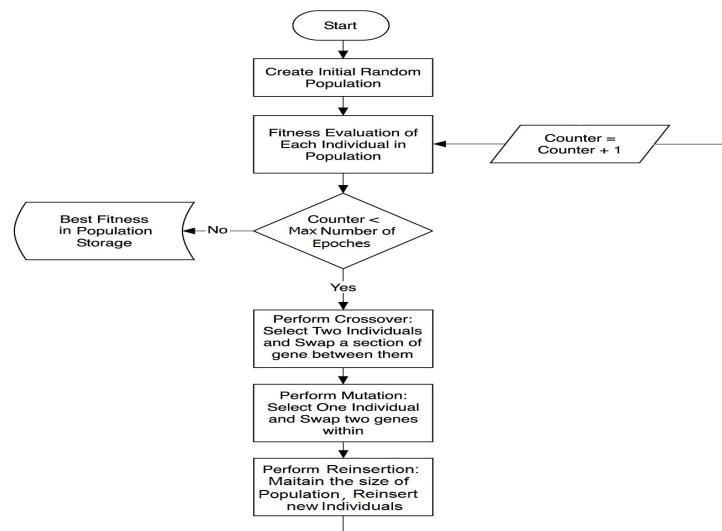 Start
Create Initial Random
Population
Fitness Evaluation of
Each Individual in
Population
Counter =
Counter + 1
Counter <
Max Number of
Epoches
No
Best Fitness
in Population
Storage
Yes
Perform Crossover:
Select Two Individuals
and Swap a section of
gene between them
Perform Mutation:
Select One Individual
and Swap two genes
within
Perform Reinsertion:
Maitain the size of
Population, Reinsert
new Individuals